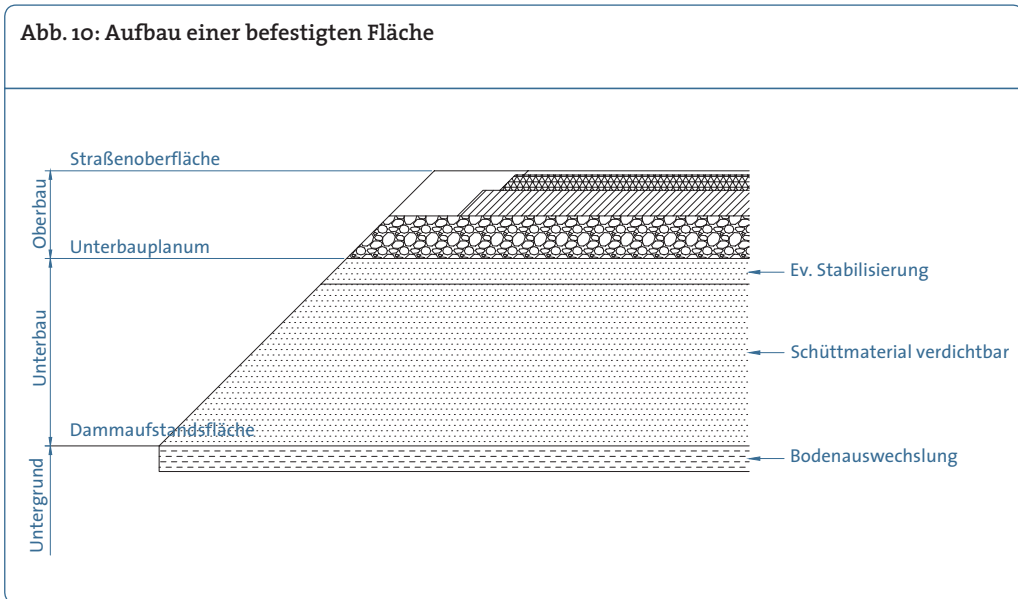 Abb. 10: Aufbau einer befestigten Fläche
Straßenoberfläche
Oberbau
Unterbauplanum
Ev. Stabilisierung
Unterbau
Schüttmaterial verdichtbar
Dammaufstandsfläche
Bodenauswechslung
Untergrund